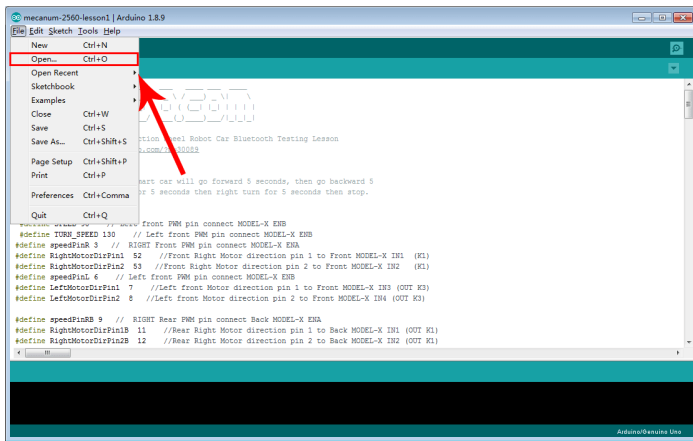 mecanum-2560-lesson1 | Arduino 1.8.9
File Edit Sketch Tools Help
New Ctrl+N
Open... Ctrl+O
Open Recent
Sketchbook
Examples
Close Ctrl+W
Save Ctrl+S
Save As... Ctrl+Shift+S
Page Setup Ctrl+Shift+P
Print Ctrl+P
Preferences Ctrl+Comma
Quit Ctrl+Q
Robot Car Bluetooth Testing Lesson
car will go forward 5 seconds, then go backward 5
for 5 seconds then right turn for 5 seconds then stop.
front PWM pin connect MODEL-X ENB
#define TURN_SPEED 130 // Left front PWM pin connect MODEL-X ENB
#define speedPinR 3 // RIGHT Front PWM pin connect MODEL-X ENA
#define RightMotorDirPin1 52 //Front Right Motor direction pin 1 to Front MODEL-X IN1 (K1)
#define RightMotorDirPin2 53 //Front Right Motor direction pin 2 to Front MODEL-X IN2 (K1)
#define speedPinL 6 // Left front PWM pin connect MODEL-X ENB
#define LeftMotorDirPin1 7 //Left front Motor direction pin 1 to Front MODEL-X IN3 (OUT K3)
#define LeftMotorDirPin2 8 //Left front Motor direction pin 2 to Front MODEL-X IN4 (OUT K3)
#define speedPinRB 9 // RIGHT Rear PWM pin connect Back MODEL-X ENA
#define RightMotorDirPin1B 11 //Rear Right Motor direction pin 1 to Back MODEL-X IN1 (OUT K1)
#define RightMotorDirPin2B 12 //Rear Right Motor direction pin 2 to Back MODEL-X IN2 (OUT K1)
Arduino/Genuino Uno